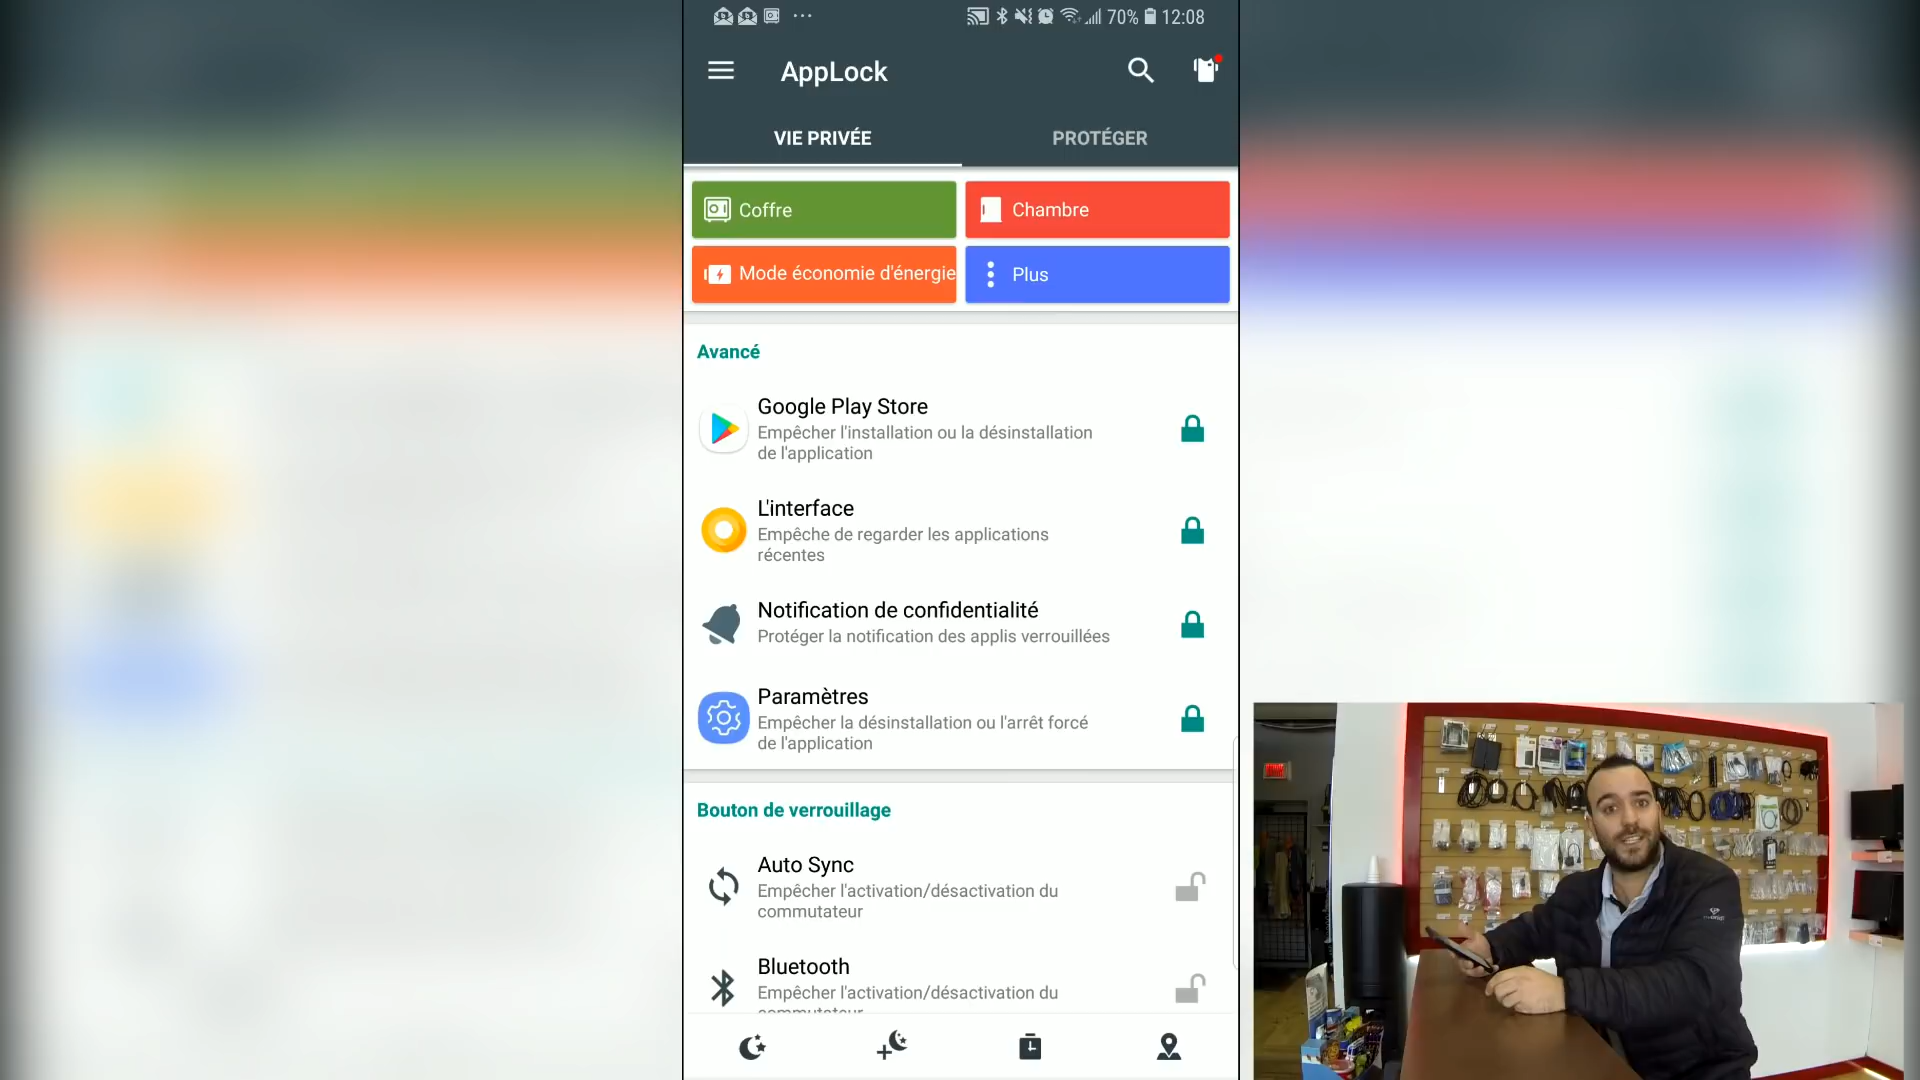 70% 12:08
AppLock
VIE PRIVÉE PROTÉGER
Coffre Chambre
Mode économie d'énergie Plus
Avancé
Google Play Store
Empêcher l'installation ou la désinstallation
de l'application
L'interface
Empêche de regarder les applications
récentes
Notification de confidentialité
Protéger la notification des applis verrouillées
Paramètres
Empêcher la désinstallation ou l'arrêt forcé
de l'application
Bouton de verrouillage
Auto Sync
Empêcher l'activation/désactivation du
commutateur
Bluetooth
Empêcher l'activation/désactivation du
commutateur